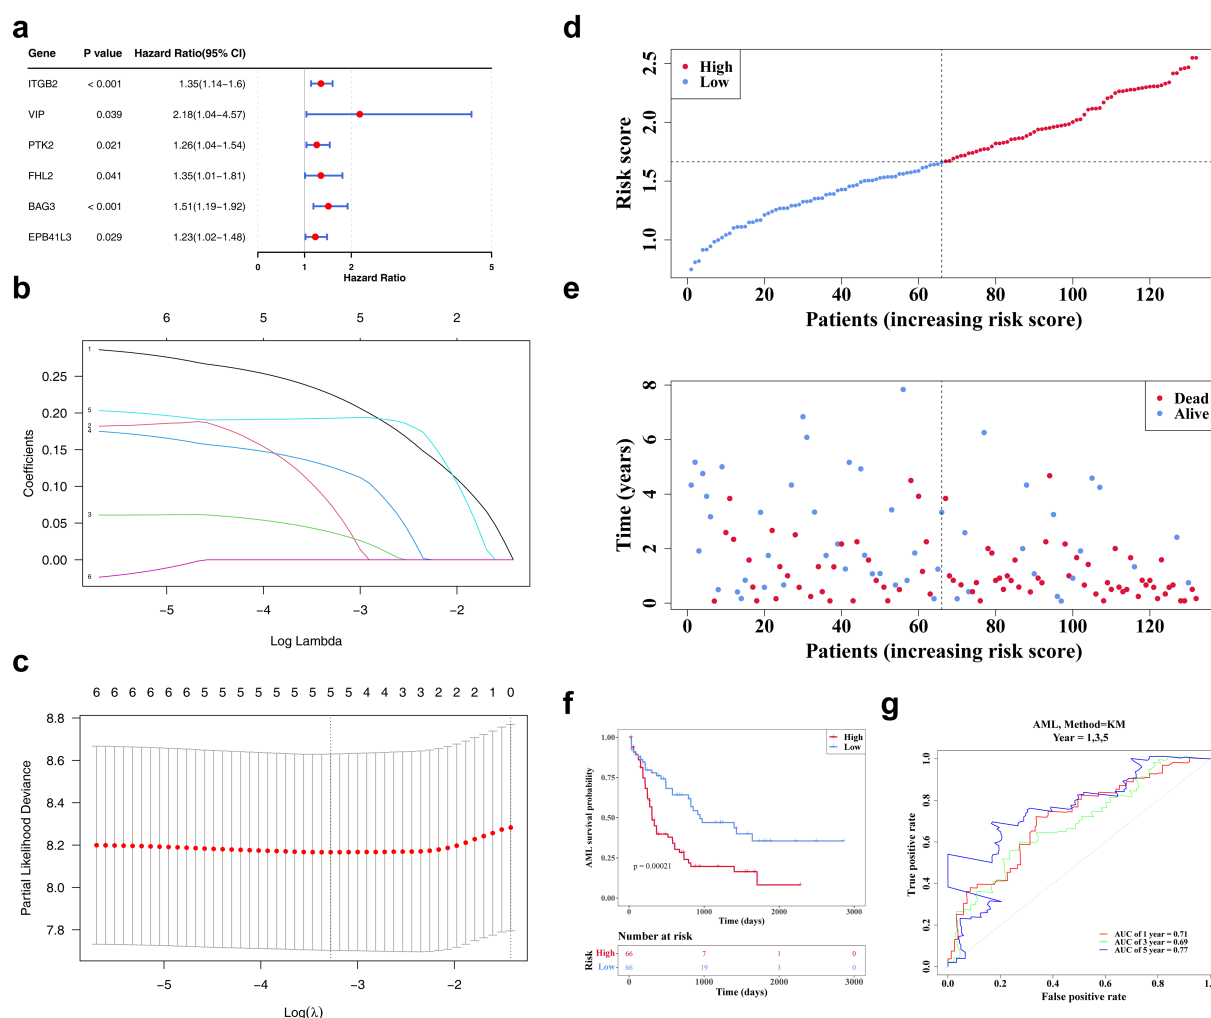 a
Gene P value Hazard Ratio(95% CI)
ITGB2 < 0.001 1.35(1.14−1.6)
VIP 0.039 2.18(1.04−4.57)
PTK2 0.021 1.26(1.04−1.54)
FHL2 0.041 1.35(1.01−1.81)
BAG3 < 0.001 1.51(1.19−1.92)
EPB41L3 0.029 1.23(1.02−1.48)
0 1 2 5
Hazard Ratio
b
6 5 5 2
0.25
0.20
0.15
0.10
0.05
0.00
Coefficients
1
5
2
4
3
6
−5 −4 −3 −2
Log Lambda
c
6 6 6 6 6 6 5 5 5 5 5 5 5 5 4 4 3 3 2 2 2 1 0
8.8
8.6
8.4
8.2
8.0
7.8
Partial Likelihood Deviance
−5 −4 −3 −2
Log(λ)
d
High
Low
2.5
2.0
1.5
1.0
Risk score
0 20 40 60 80 100 120
Patients (increasing risk score)
e
Dead
Alive
8
6
4
2
0
Time (years)
0 20 40 60 80 100 120
Patients (increasing risk score)
f
High
Low
1.00
0.75
0.50
0.25
0.00
AML survival probability
p = 0.00021
0 1000 2000 3000
Time (days)
Number at risk
Risk
High 66 7 1 0
Low 66 19 3 0
0 1000 2000 3000
Time (days)
g
AML, Method=KM
Year = 1,3,5
1.0
0.8
0.6
0.4
0.2
0.0
True positive rate
AUC of 1 year = 0.71
AUC of 3 year = 0.69
AUC of 5 year = 0.77
0.0 0.2 0.4 0.6 0.8
False positive rate